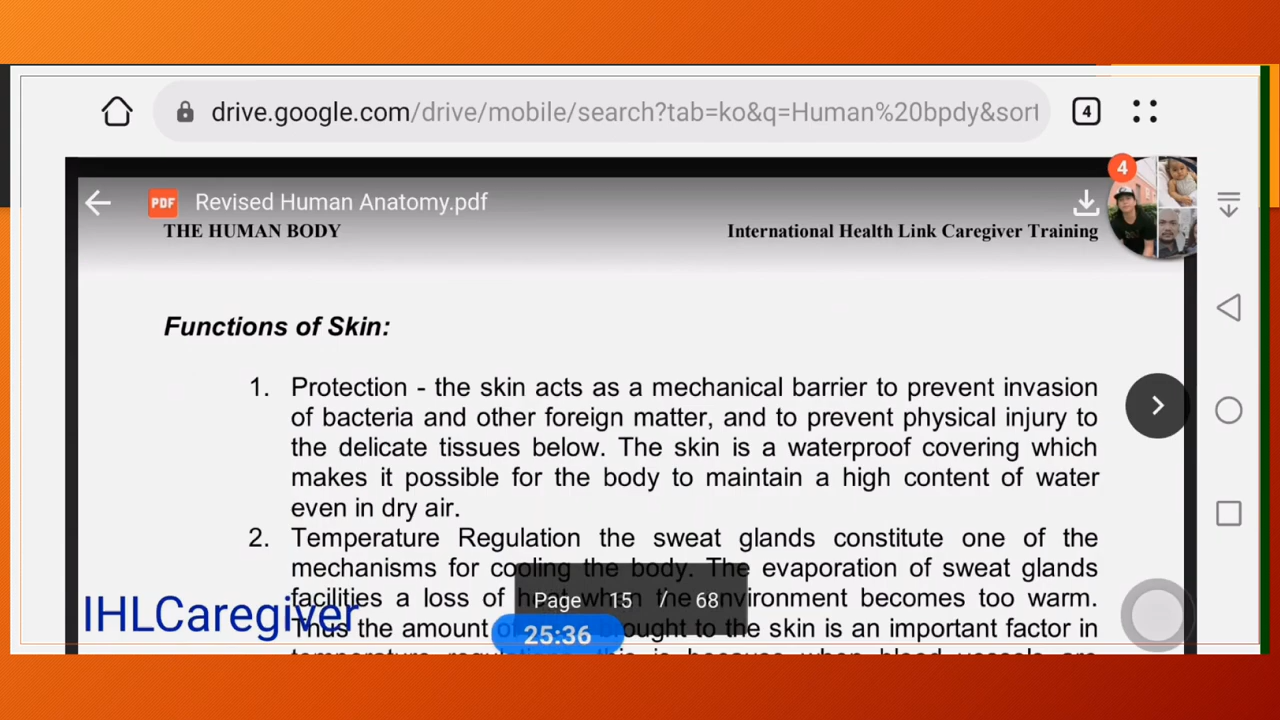 drive.google.com/drive/mobile/search?tab=ko&q=Human%20bpdy&sort
4
4
PDF Revised Human Anatomy.pdf
THE HUMAN BODY International Health Link Caregiver Training
Functions of Skin:
1. Protection - the skin acts as a mechanical barrier to prevent invasion
of bacteria and other foreign matter, and to prevent physical injury to
the delicate tissues below. The skin is a waterproof covering which
makes it possible for the body to maintain a high content of water
even in dry air.
2. Temperature Regulation the sweat glands constitute one of the
mechanisms for cooling the body. The evaporation of sweat glands
facilities a loss of heat when the environment becomes too warm.
Page 15 / 68
IHLCaregiver
Thus the amount brought to the skin is an important factor in
25:36